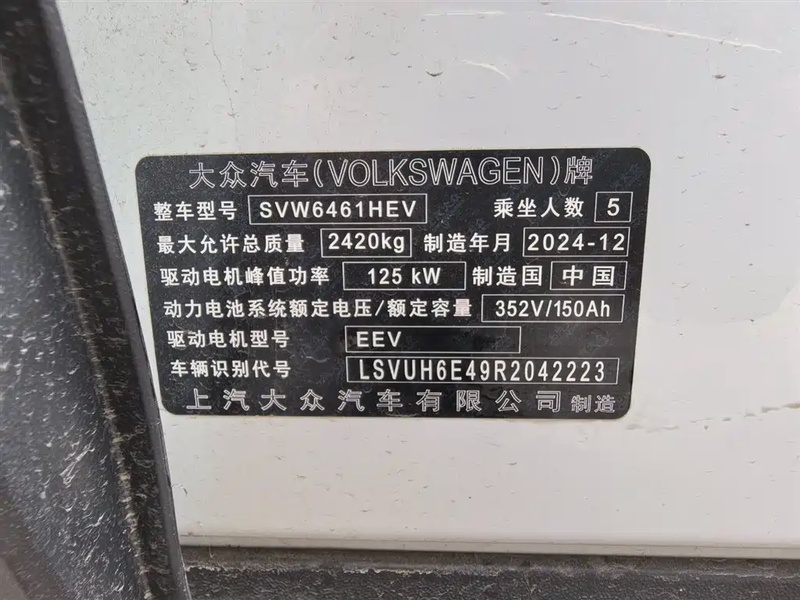 大众汽车(VOLKSWAGEN)牌
整车型号 SVW6461HEV 乘坐人数 5
最大允许总质量 2420kg 制造年月 2024-12
驱动电机峰值功率 125 kW 制造国 中国
动力电池系统额定电压/额定容量 352V/150Ah
驱动电机型号 EEV
车辆识别代号 LSVUH6E49R2042223
上汽大众汽车有限公司 制造